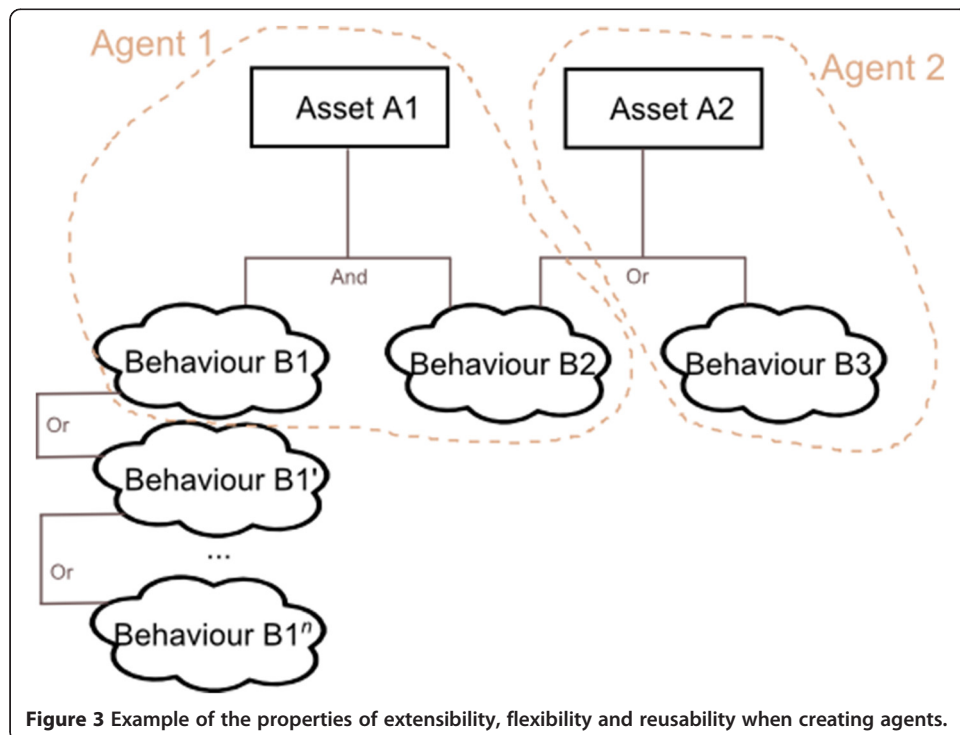 Agent 1
Agent 2
Asset A1
Asset A2
And
Or
Behaviour B1
Behaviour B2
Behaviour B3
Or
Behaviour B1'
...
Or
Behaviour B1ⁿ
Figure 3 Example of the properties of extensibility, flexibility and reusability when creating agents.